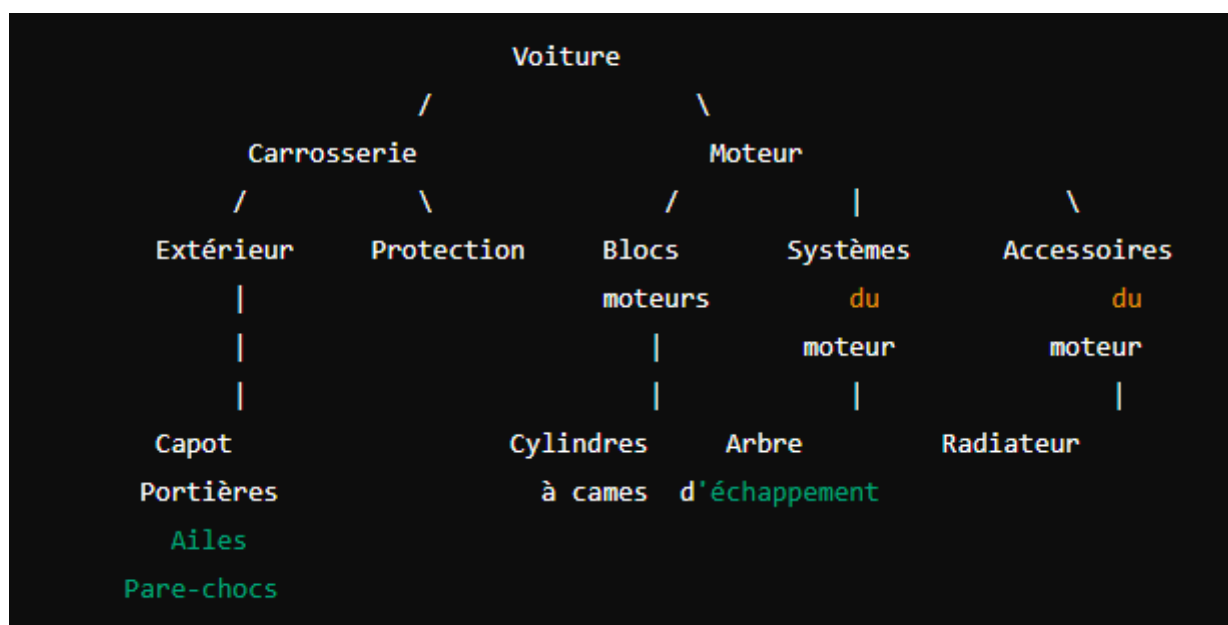 Voiture
/ \
Carrosserie Moteur
/ \ / | \
Extérieur Protection Blocs Systèmes Accessoires
| moteurs du du
| | moteur moteur
| | | |
Capot Cylindres Arbre Radiateur
Portières à cames d'échappement
Ailes
Pare-chocs